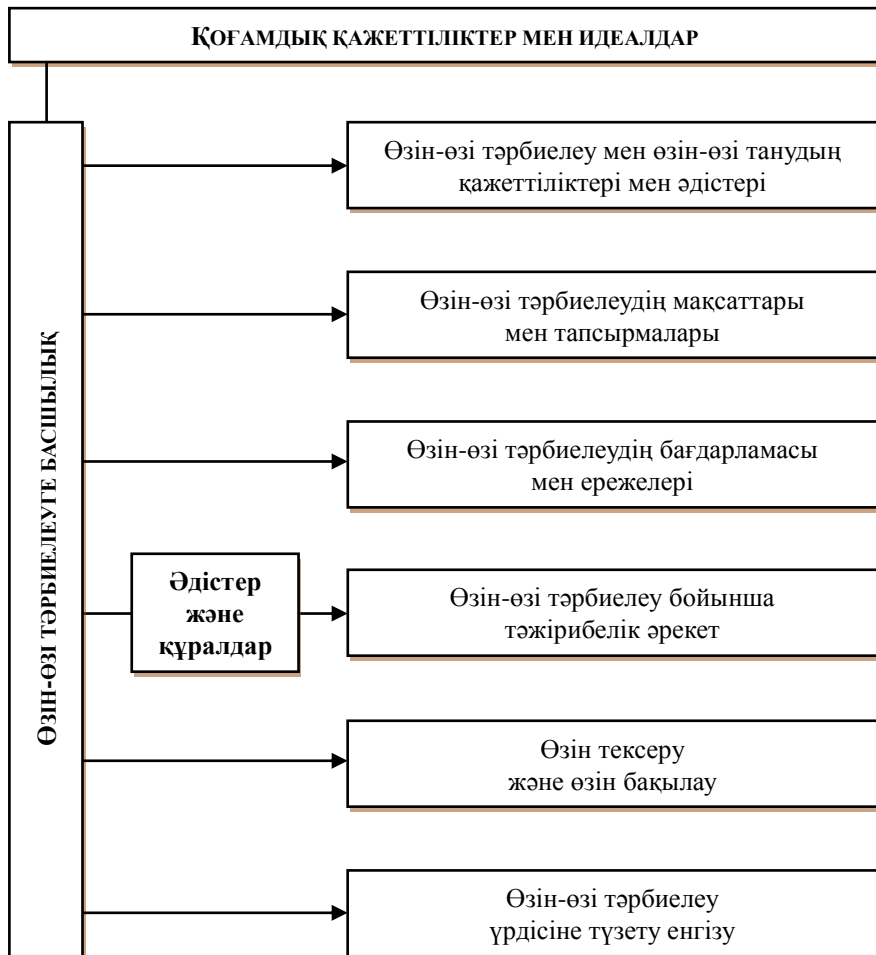 ҚОҒАМДЫҚ ҚАЖЕТТІЛІКТЕР МЕН ИДЕАЛДАР
ӨЗІН-ӨЗІ ТӘРБИЕЛЕУГЕ БАСШЫЛЫҚ
Өзін-өзі тәрбиелеу мен өзін-өзі танудың
қажеттіліктері мен әдістері
Өзін-өзі тәрбиелеудің мақсаттары
мен тапсырмалары
Өзін-өзі тәрбиелеудің бағдарламасы
мен ережелері
Әдістер
және
құралдар
Өзін-өзі тәрбиелеу бойынша
тәжірибелік әрекет
Өзін тексеру
және өзін бақылау
Өзін-өзі тәрбиелеу
үрдісіне түзету енгізу